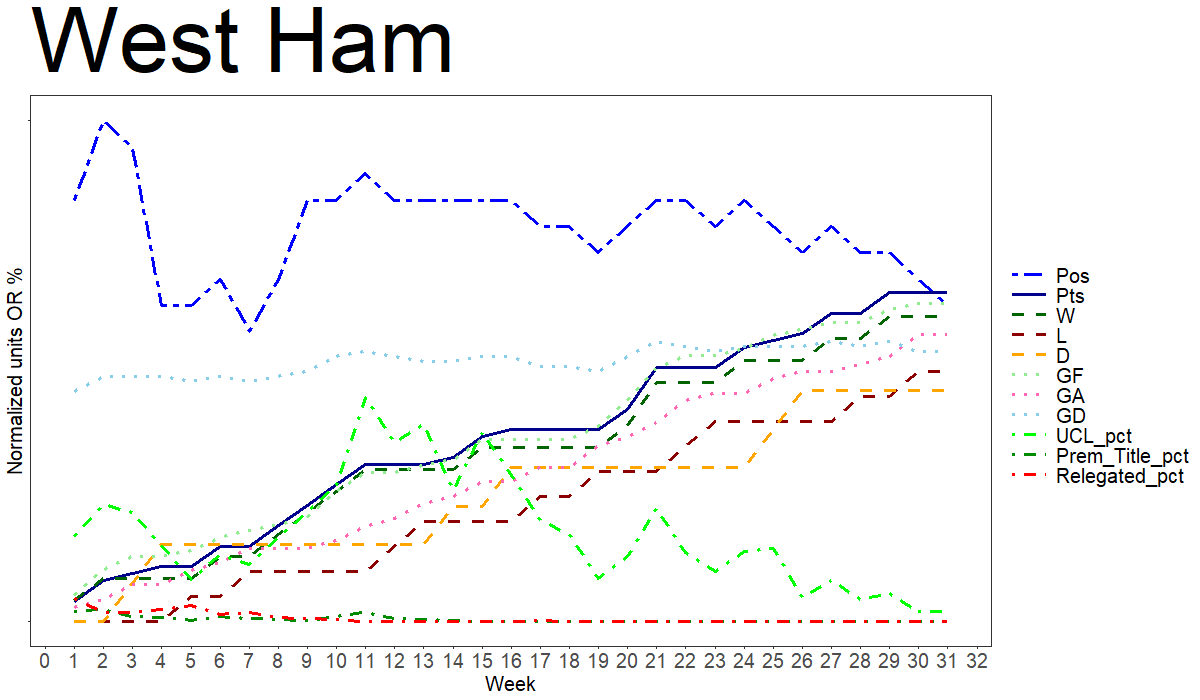 West Ham
Normalized units OR %
Pos
Pts
W
L
D
GF
GA
GD
UCL_pct
Prem_Title_pct
Relegated_pct
0 1 2 3 4 5 6 7 8 9 10 11 12 13 14 15 16 17 18 19 20 21 22 23 24 25 26 27 28 29 30 31 32
Week